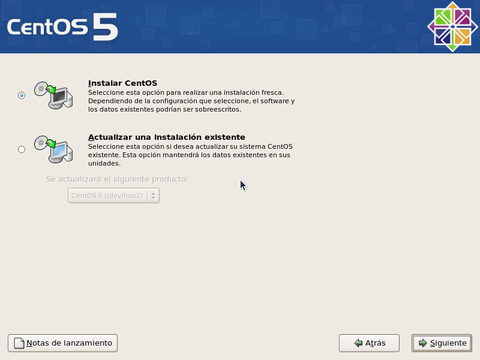 CentOS 5
Instalar CentOS
Seleccione esta opción para realizar una instalación fresca.
Dependiendo de la configuración que seleccione, el software y
los datos existentes podrían ser sobreescritos.
Actualizar una instalación existente
Seleccione esta opción si desea actualizar su sistema CentOS
existente. Esta opción mantendrá los datos existentes en sus
unidades.
Se actualizará el siguiente producto:
CentOS 5 (/dev/hda2)
Notas de lanzamiento
Atrás
Siguiente